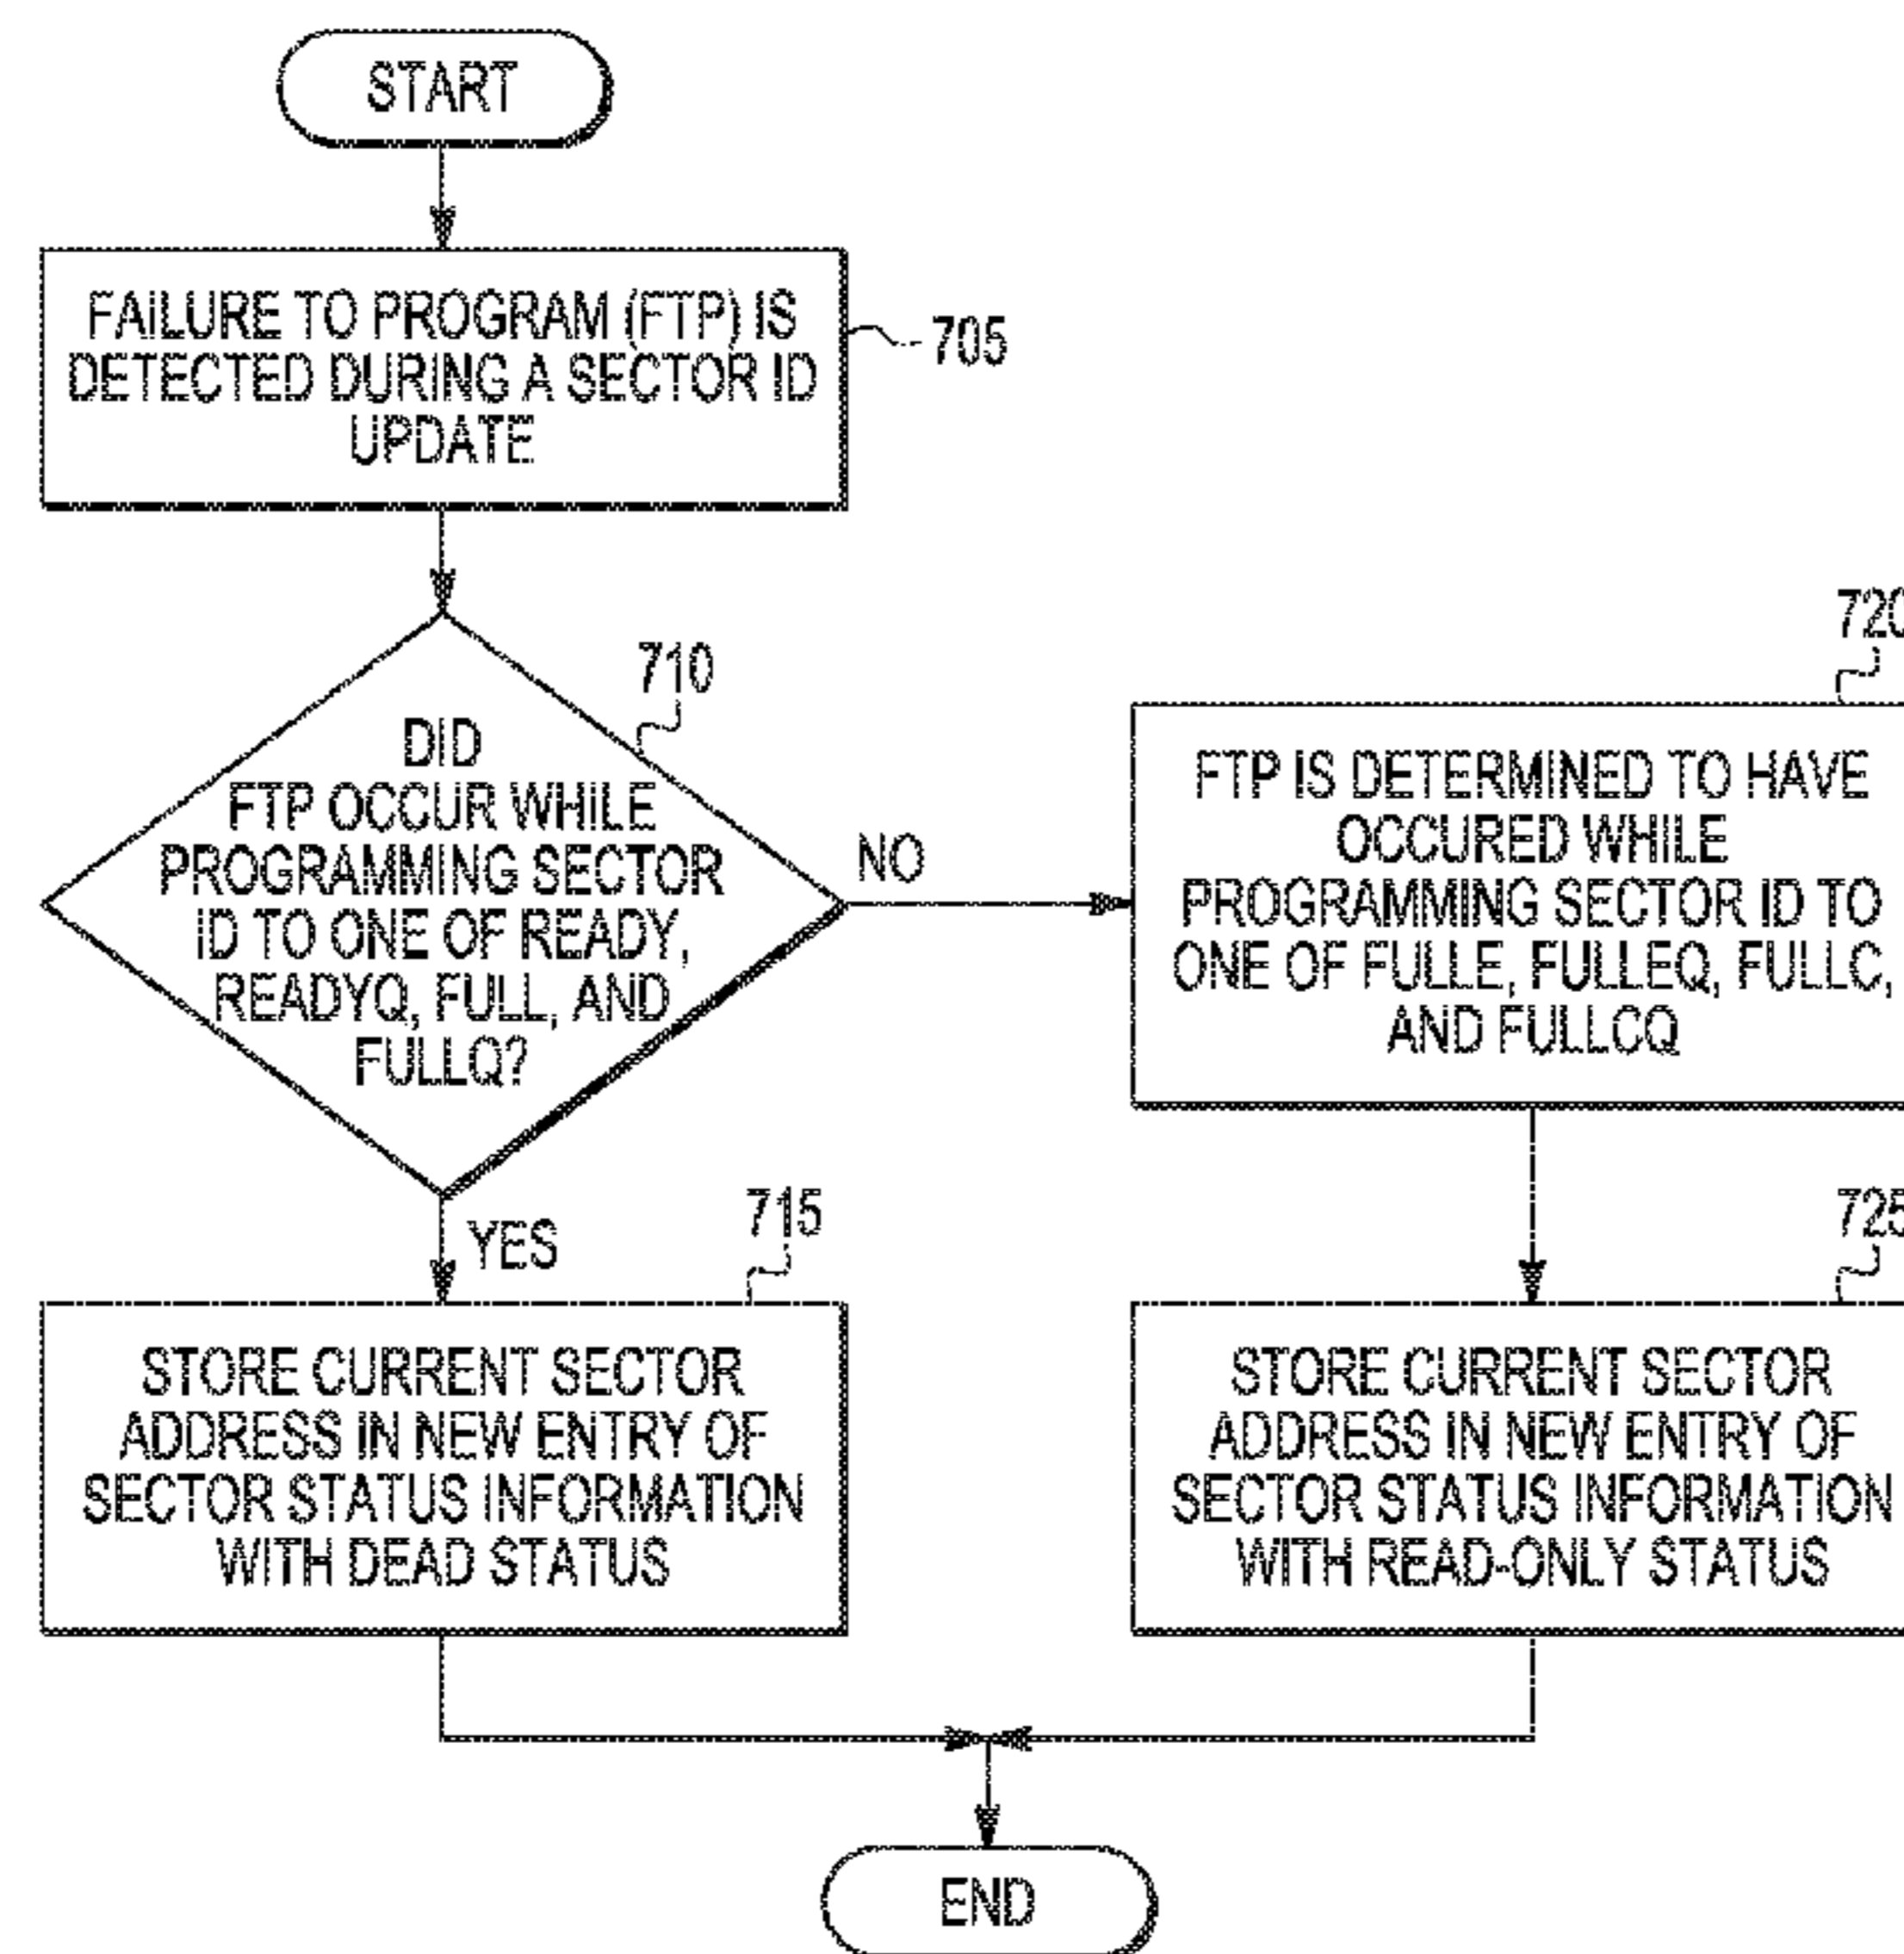 START
FAILURE TO PROGRAM (FTP) IS
DETECTED DURING A SECTOR ID
UPDATE
705
710
DID
FTP OCCUR WHILE
PROGRAMMING SECTOR
ID TO ONE OF READY,
READYQ, FULL, AND
FULLQ?
NO
720
FTP IS DETERMINED TO HAVE
OCCURED WHILE
PROGRAMMING SECTOR ID TO
ONE OF FULLE, FULLEQ, FULLC,
AND FULLCQ
YES
715
STORE CURRENT SECTOR
ADDRESS IN NEW ENTRY OF
SECTOR STATUS INFORMATION
WITH DEAD STATUS
725
STORE CURRENT SECTOR
ADDRESS IN NEW ENTRY OF
SECTOR STATUS INFORMATION
WITH READ-ONLY STATUS
END